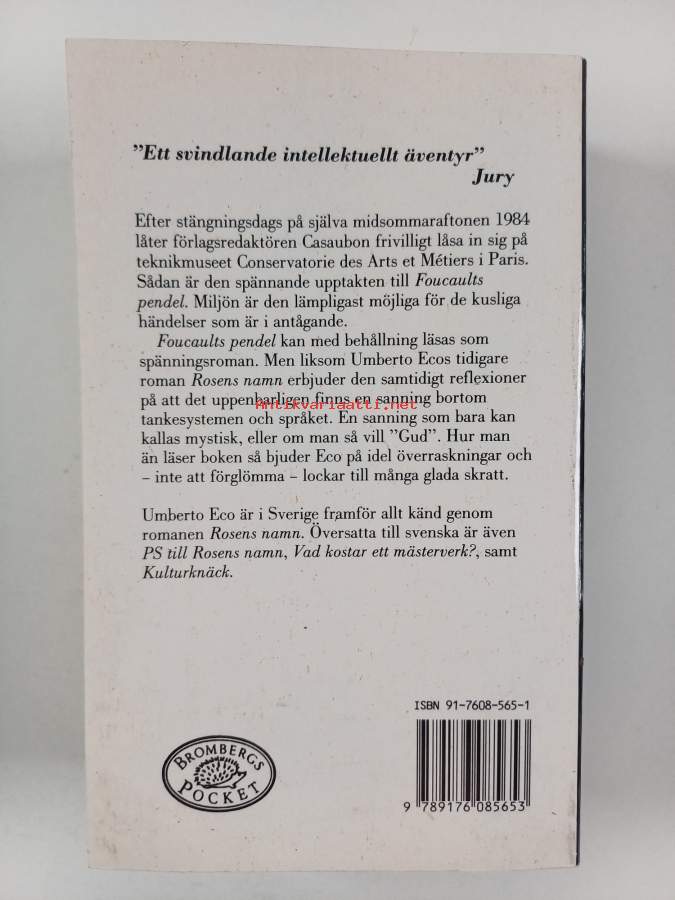 ”Ett svindlande intellektuellt äventyr”
Jury
Efter stängningsdags på själva midsommaraftonen 1984
låter förlagsredaktören Casaubon frivilligt låsa in sig på
teknikmuseet Conservatorie des Arts et Métiers i Paris.
Sådan är den spännande upptakten till Foucaults
pendel. Miljön är den lämpligast möjliga för de kusliga
händelser som är i antågande.
Foucaults pendel kan med behållning läsas som
spänningsroman. Men liksom Umberto Ecos tidigare
roman Rosens namn erbjuder den samtidigt reflexioner
på att det uppenbarligen finns en sanning bortom
Antikvariaatti.net
tankesystemen och språket. En sanning som bara kan
kallas mystisk, eller om man så vill ”Gud”. Hur man
än läser boken så bjuder Eco på idel överraskningar och
– inte att förglömma – lockar till många glada skratt.
Umberto Eco är i Sverige framför allt känd genom
romanen Rosens namn. Översatta till svenska är även
PS till Rosens namn, Vad kostar ett mästerverk?, samt
Kulturknäck.
ISBN 91-7608-565-1
BROMBERGS
POCKET
9 789176 085653